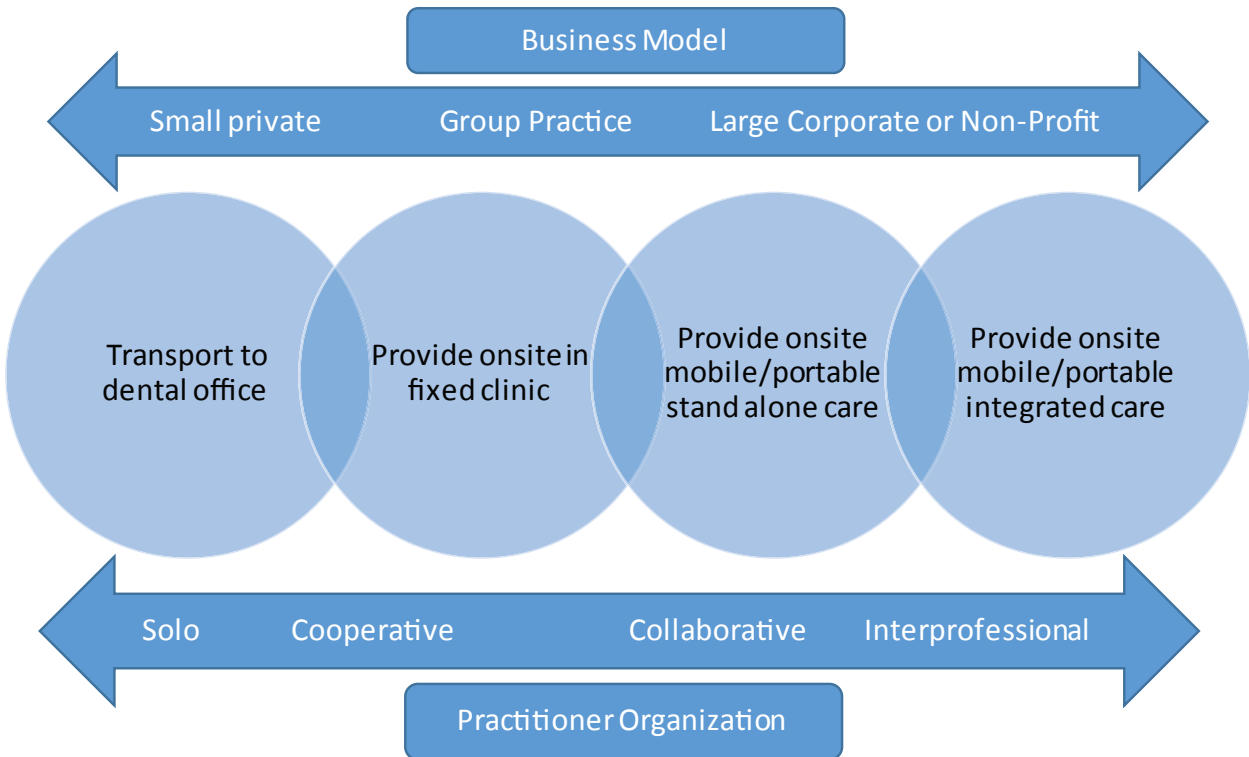 Business Model
Small private Group Practice Large Corporate or Non-Profit
Transport to
dental office
Provide onsite in
fixed clinic
Provide onsite
mobile/portable
stand alone care
Provide onsite
mobile/portable
integrated care
Solo Cooperative Collaborative Interprofessional
Practitioner Organization